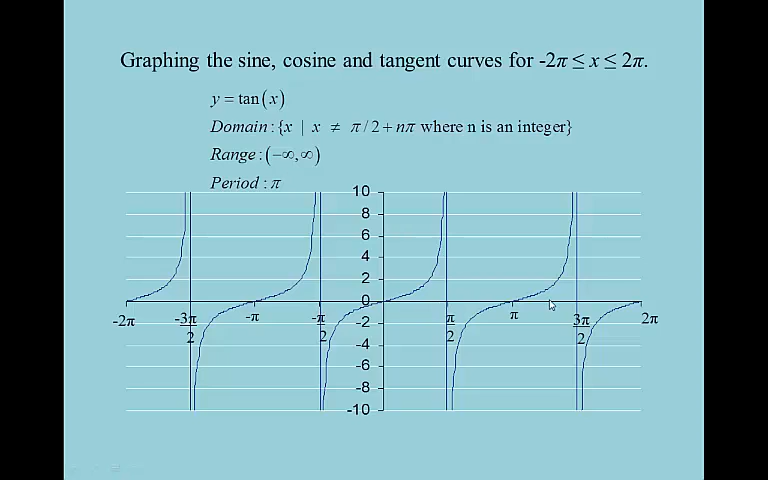 Graphing the sine, cosine and tangent curves for -2π ≤ x ≤ 2π.
y = tan(x)
Domain : {x | x ≠ π/2 + nπ where n is an integer}
Range : (−∞,∞)
Period : π
10
8
6
4
2
0
-2
-4
-6
-8
-10
-2π -3π/2 -π -π/2 π/2 π 3π/2 2π